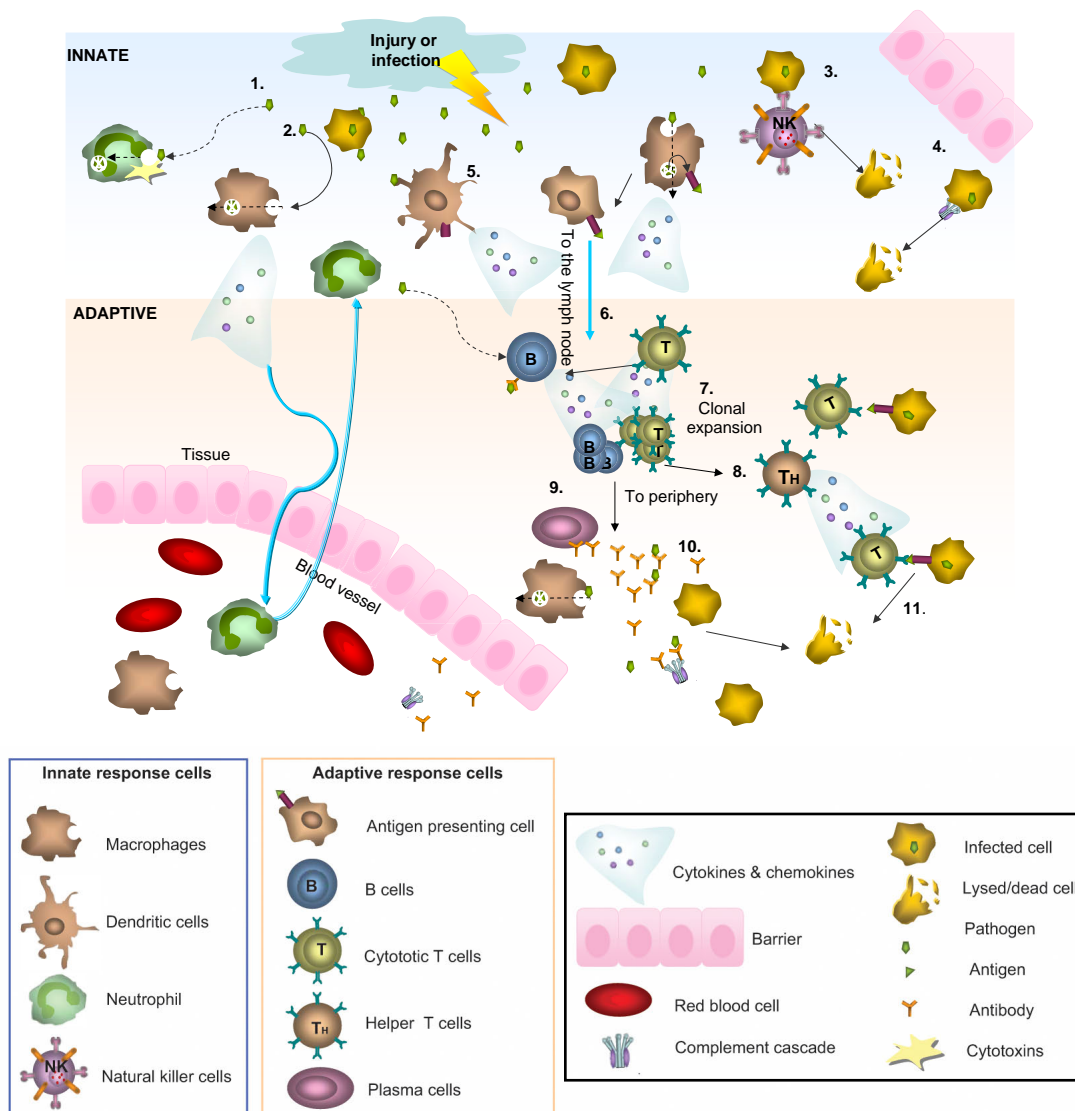 Injury or
infection
INNATE
1.
2.
3.
NK
4.
5.
To the lymph node
ADAPTIVE
6.
B
T
7.
Clonal
expansion
T
T
T
B
B
B
8.
TH
Tissue
9.
To periphery
10.
T
Blood vessel
11.
Innate response cells
Macrophages
Dendritic cells
Neutrophil
NK
Natural killer cells
Adaptive response cells
Antigen presenting cell
B
B cells
T
Cytototic T cells
TH
Helper T cells
Plasma cells
Cytokines & chemokines
Barrier
Red blood cell
Complement cascade
Infected cell
Lysed/dead cell
Pathogen
Antigen
Antibody
Cytotoxins